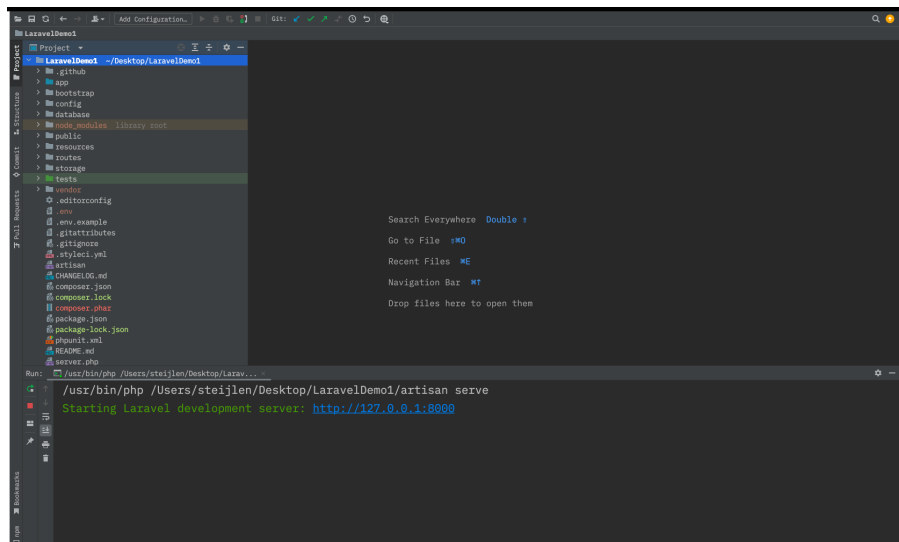 Add Configuration…
Git:
LaravelDemo1
Project
LaravelDemo1 ~/Desktop/LaravelDemo1
.github
app
bootstrap
config
database
node_modules library root
public
resources
routes
storage
tests
vendor
.editorconfig
.env
.env.example
.gitattributes
.gitignore
.styleci.yml
artisan
CHANGELOG.md
composer.json
composer.lock
composer.phar
package.json
package-lock.json
phpunit.xml
README.md
server.php
Project
Structure
Commit
Pull Requests
Search Everywhere Double ⇧
Go to File ⇧⌘O
Recent Files ⌘E
Navigation Bar ⌘↑
Drop files here to open them
Run: /usr/bin/php /Users/steijlen/Desktop/Larav...
/usr/bin/php /Users/steijlen/Desktop/LaravelDemo1/artisan serve
Starting Laravel development server: http://127.0.0.1:8000
Bookmarks
npm